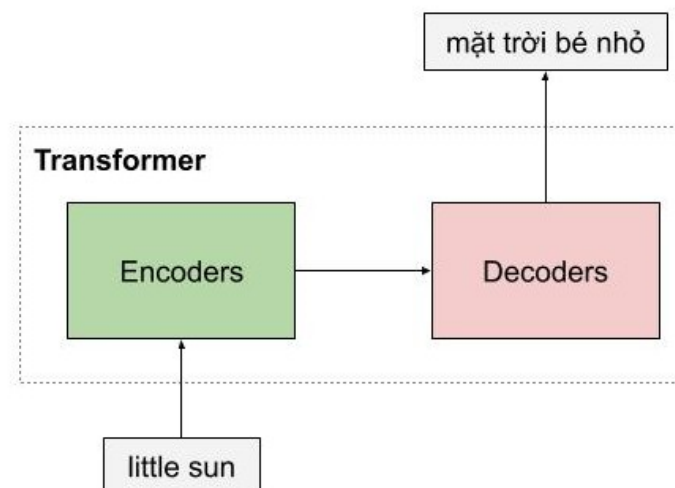 mặt trời bé nhỏ
Transformer
Encoders
Decoders
little sun